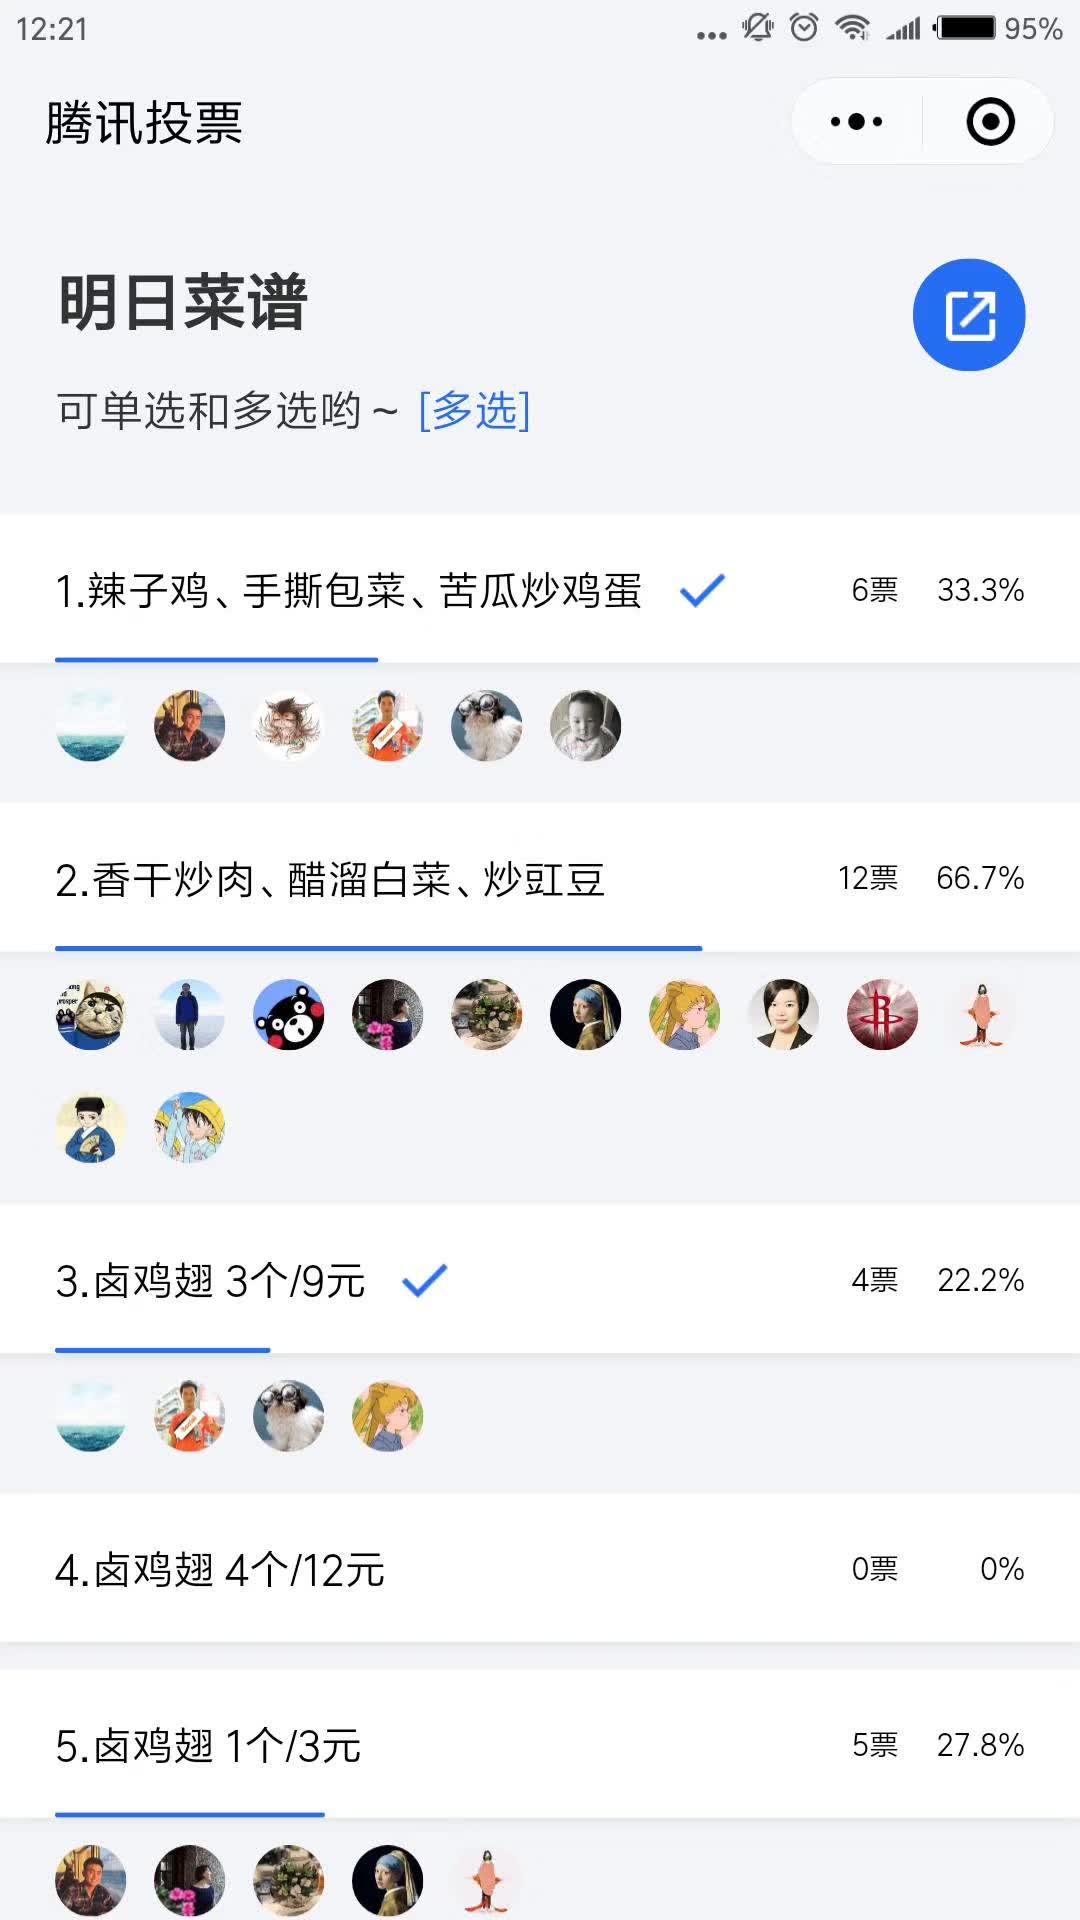 12:21
95%
腾讯投票
明日菜谱
可单选和多选哟~ [多选]
1.辣子鸡、手撕包菜、苦瓜炒鸡蛋 6票 33.3%
2.香干炒肉、醋溜白菜、炒豇豆 12票 66.7%
3.卤鸡翅 3个/9元 4票 22.2%
4.卤鸡翅 4个/12元 0票 0%
5.卤鸡翅 1个/3元 5票 27.8%